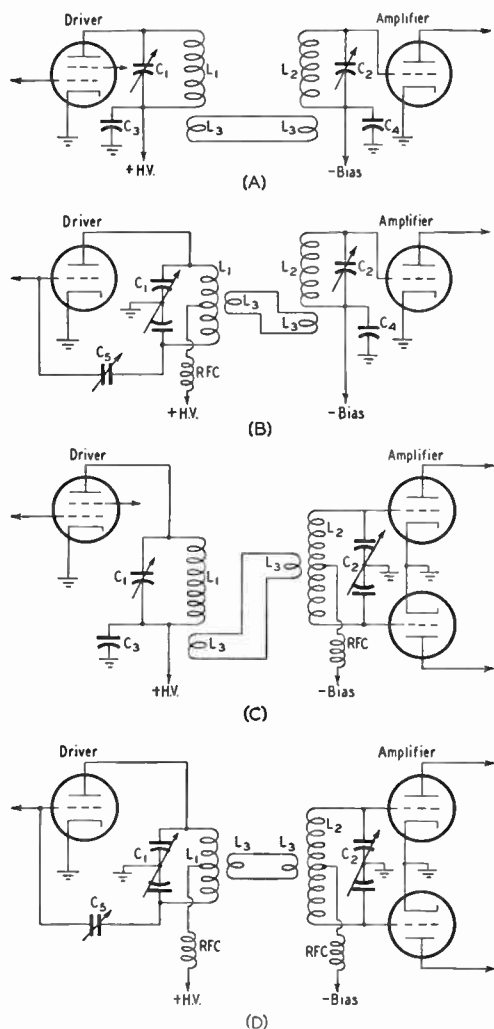 Driver
Amplifier
C1
L1
L2
C2
C3
L3
L3
C4
+H.V.
-Bias
(A)
Driver
Amplifier
C1
L1
L2
C2
L3
L3
C4
C5
RFC
+H.V.
-Bias
(B)
Driver
Amplifier
C1
L1
L3
L2
C2
C3
L3
RFC
+H.V.
-Bias
(C)
Driver
Amplifier
C1
L1
L3
L3
L2
C2
C5
RFC
RFC
+H.V.
-Bias
(D)